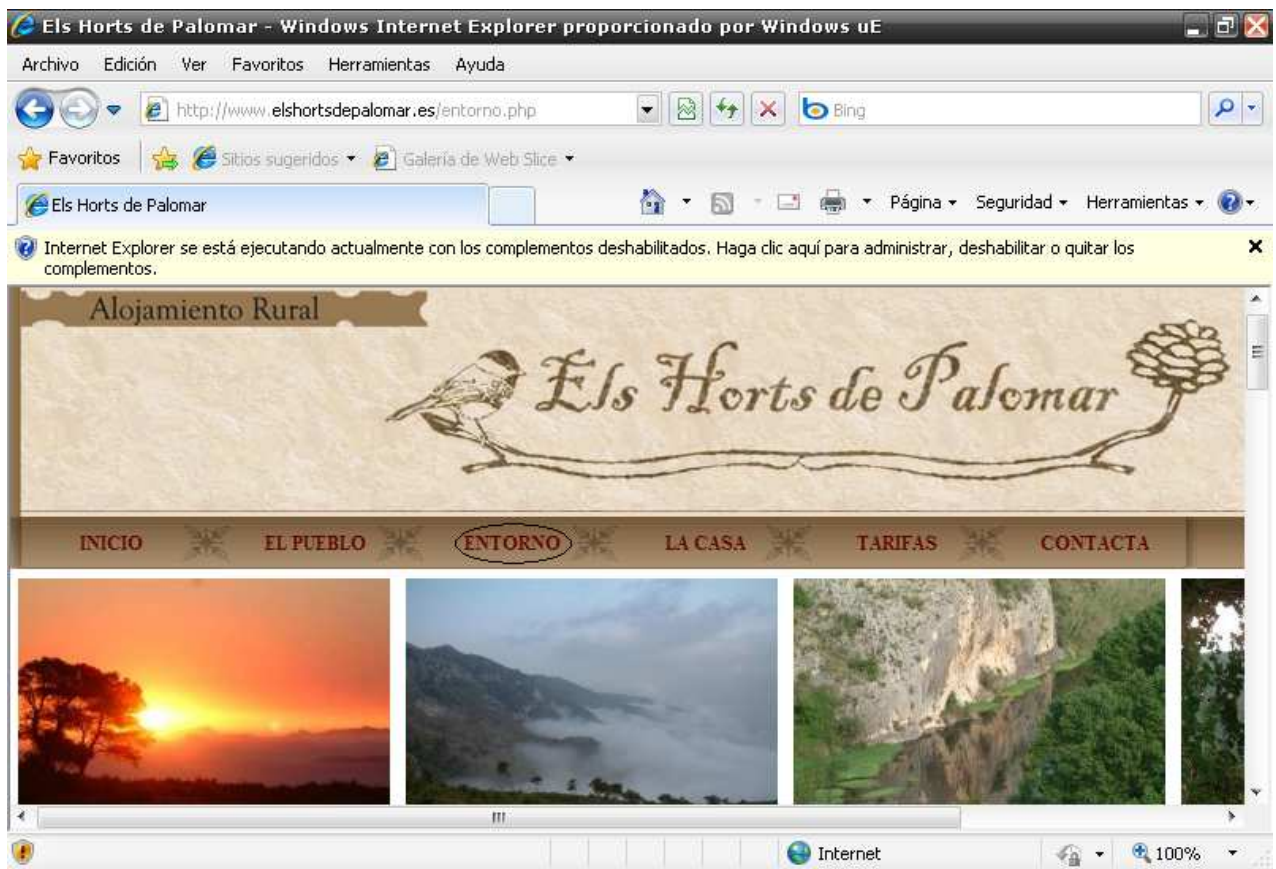 Els Horts de Palomar - Windows Internet Explorer proporcionado por Windows uE
Archivo Edición Ver Favoritos Herramientas Ayuda
http://www.elshortsdepalomar.es/entorno.php Bing
Favoritos Sitios sugeridos Galería de Web Slice
Els Horts de Palomar Página Seguridad Herramientas
Internet Explorer se está ejecutando actualmente con los complementos deshabilitados. Haga clic aquí para administrar, deshabilitar o quitar los
complementos.
Alojamiento Rural
Els Horts de Palomar
INICIO EL PUEBLO ENTORNO LA CASA TARIFAS CONTACTA
Internet 100%